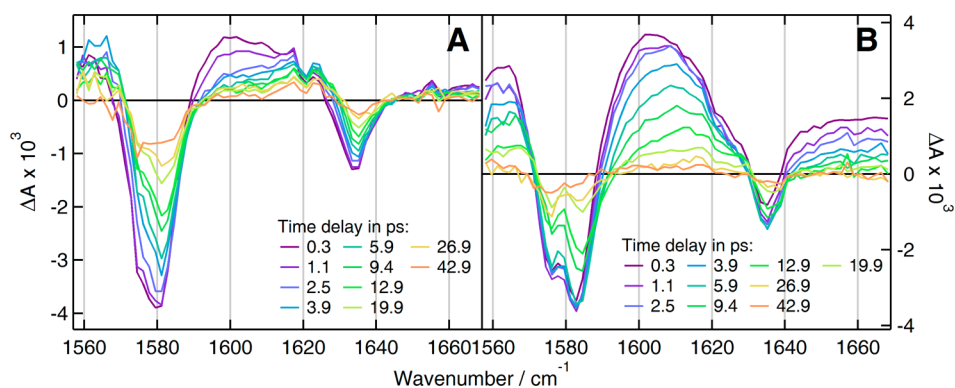 A
B
1
0
-1
-2
-3
-4
ΔA x 10³
4
2
0
-2
-4
ΔA x 10³
Time delay in ps:
0.3 5.9 26.9
1.1 9.4 42.9
2.5 12.9
3.9 19.9
Time delay in ps:
0.3 3.9 12.9 19.9
1.1 5.9 26.9
2.5 9.4 42.9
1560 1580 1600 1620 1640 1660 1560 1580 1600 1620 1640 1660
Wavenumber / cm⁻¹